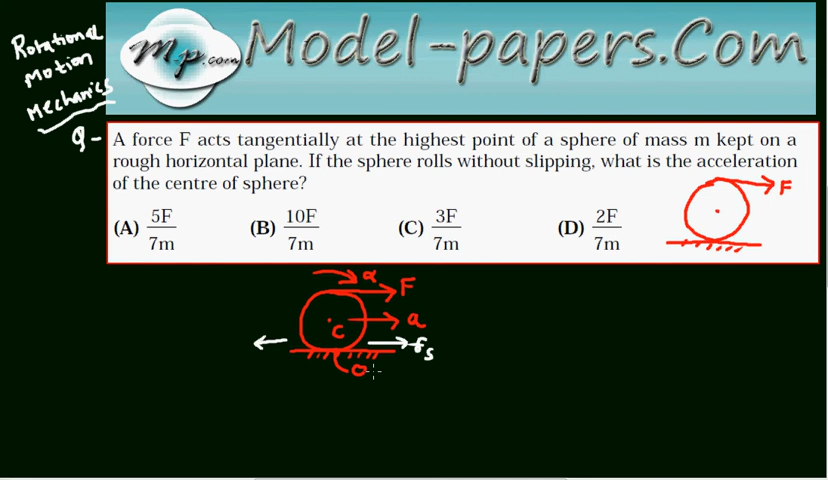 Rotational
Motion
Mechanics
mp.com
Model-papers.Com
Q-
A force F acts tangentially at the highest point of a sphere of mass m kept on a
rough horizontal plane. If the sphere rolls without slipping, what is the acceleration
of the centre of sphere?
(A) 5F/7m (B) 10F/7m (C) 3F/7m (D) 2F/7m
F
α
F
a
C
fs
O